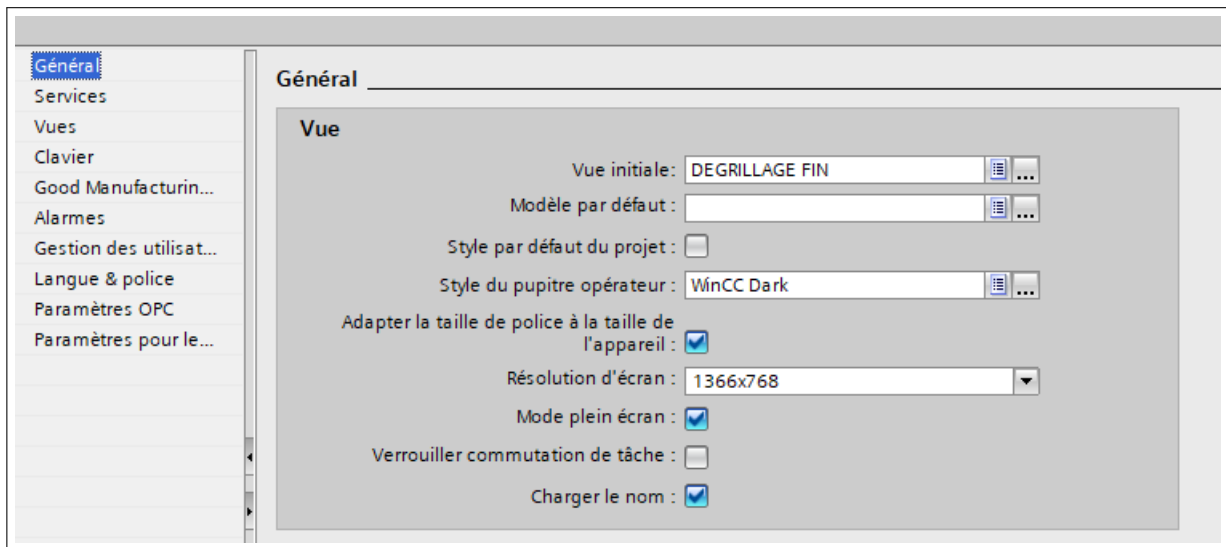 Général
Services
Vues
Clavier
Good Manufacturin...
Alarmes
Gestion des utilisat...
Langue & police
Paramètres OPC
Paramètres pour le...
Général
Vue
Vue initiale: DEGRILLAGE FIN
Modèle par défaut :
Style par défaut du projet :
Style du pupitre opérateur : WinCC Dark
Adapter la taille de police à la taille de
l'appareil :
Résolution d'écran : 1366x768
Mode plein écran :
Verrouiller commutation de tâche :
Charger le nom :